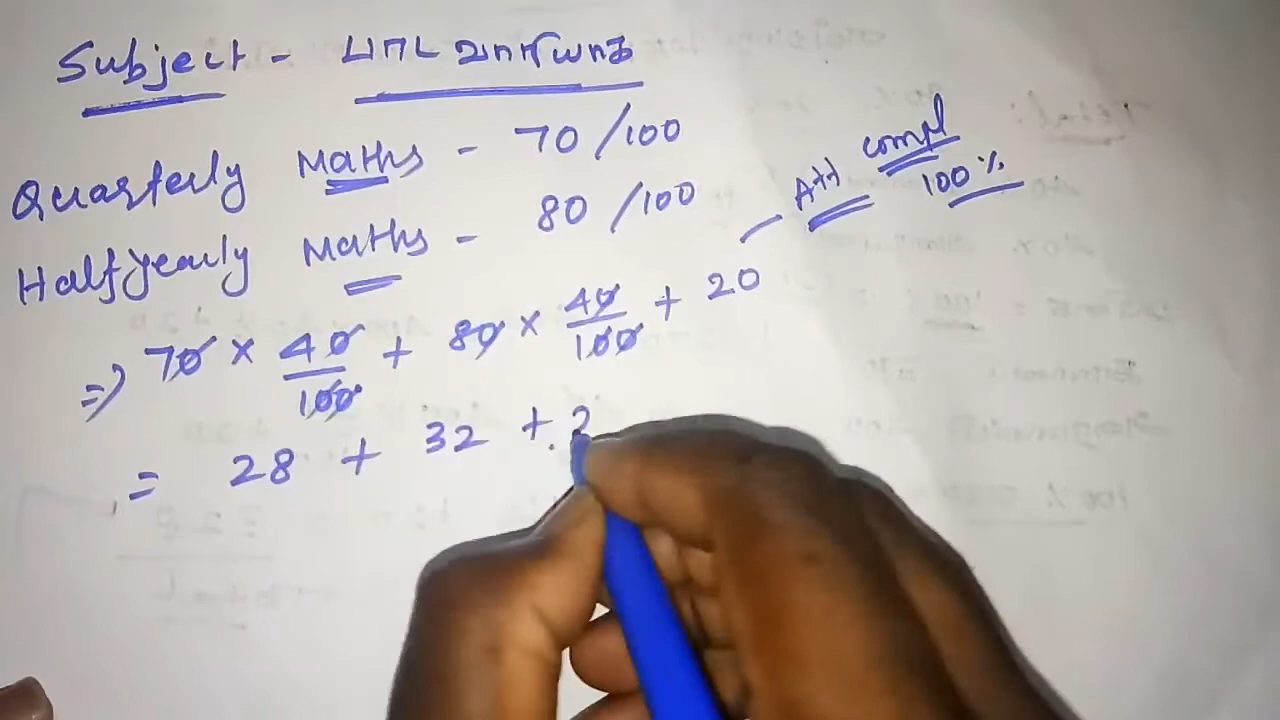 Subject - பாட வாரியாக
Quarterly Maths - 70/100
Halfyearly Maths - 80/100
Att compl 100%
=> 70 × 40/100 + 80 × 40/100 + 20
= 28 + 32 + 2